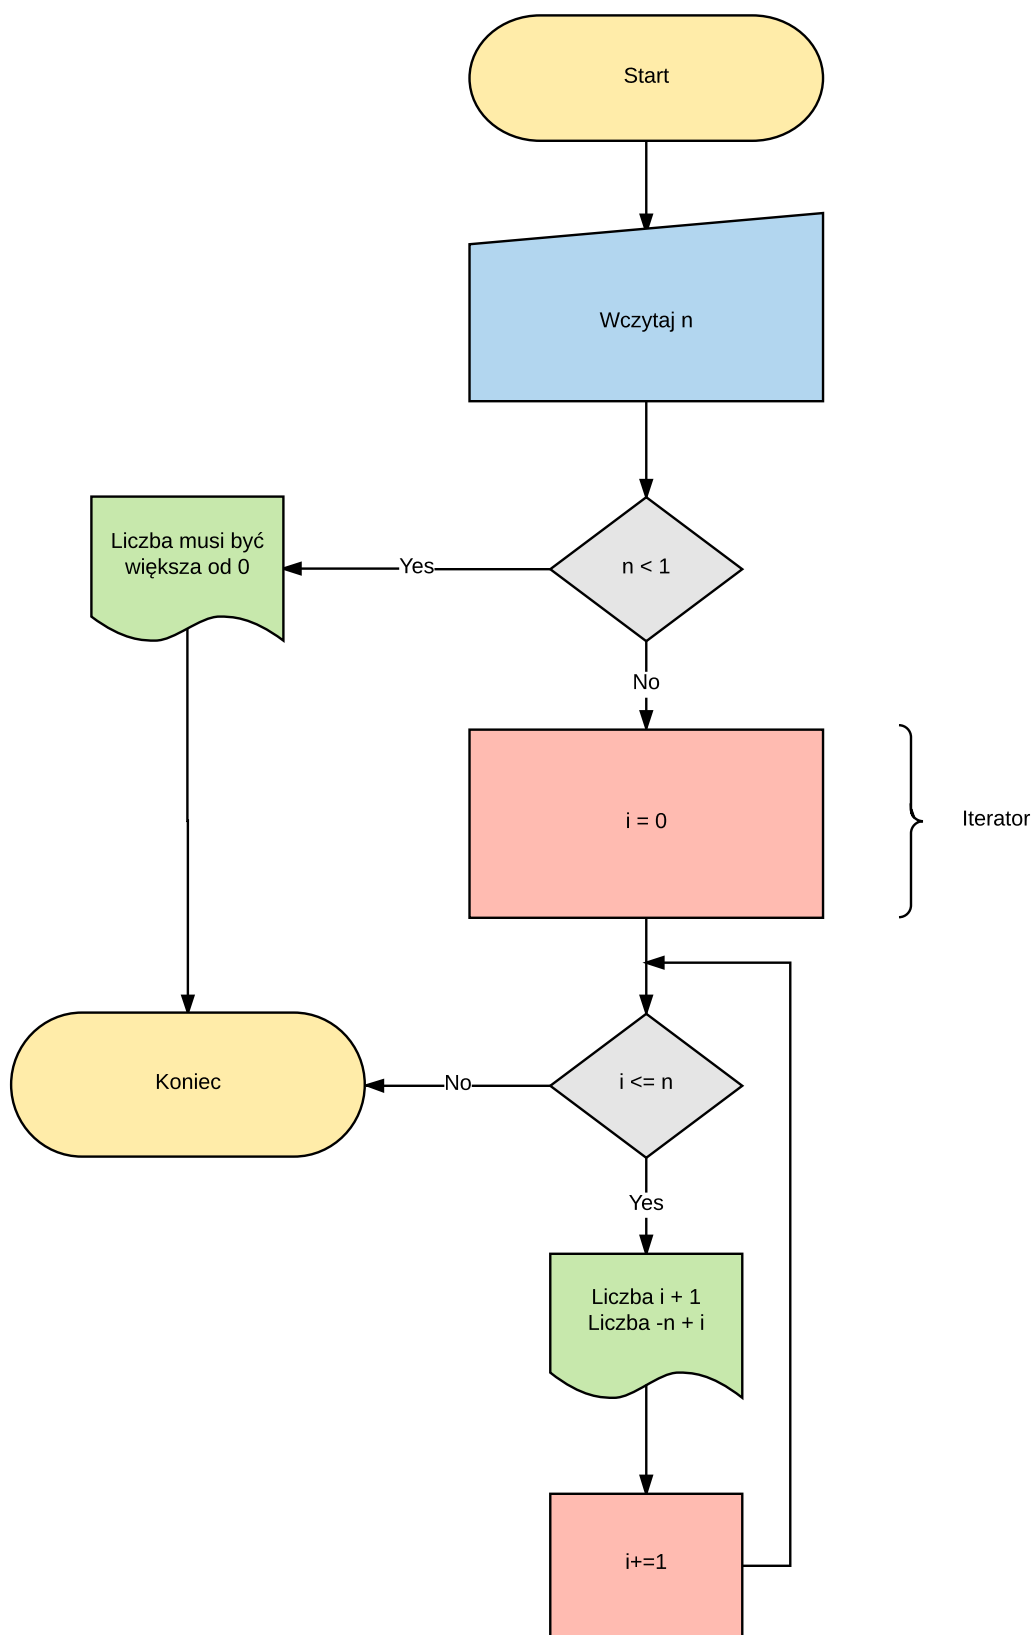 Start
Wczytaj n
Liczba musi być
większa od 0
Yes
n < 1
No
i = 0
Iterator
Koniec
No
i <= n
Yes
Liczba i + 1
Liczba -n + i
i+=1